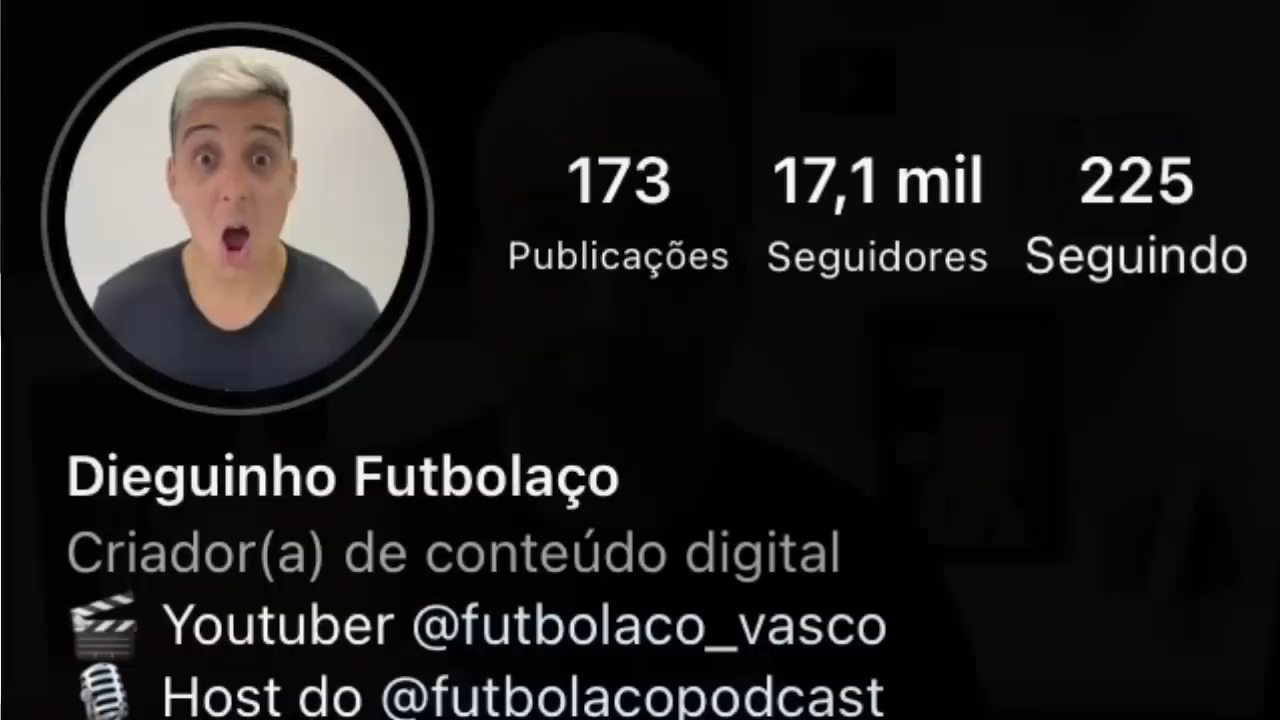 173 17,1 mil 225
Publicações Seguidores Seguindo
Dieguinho Futbolaço
Criador(a) de conteúdo digital
Youtuber @futbolaco_vasco
Host do @futbolacopodcast